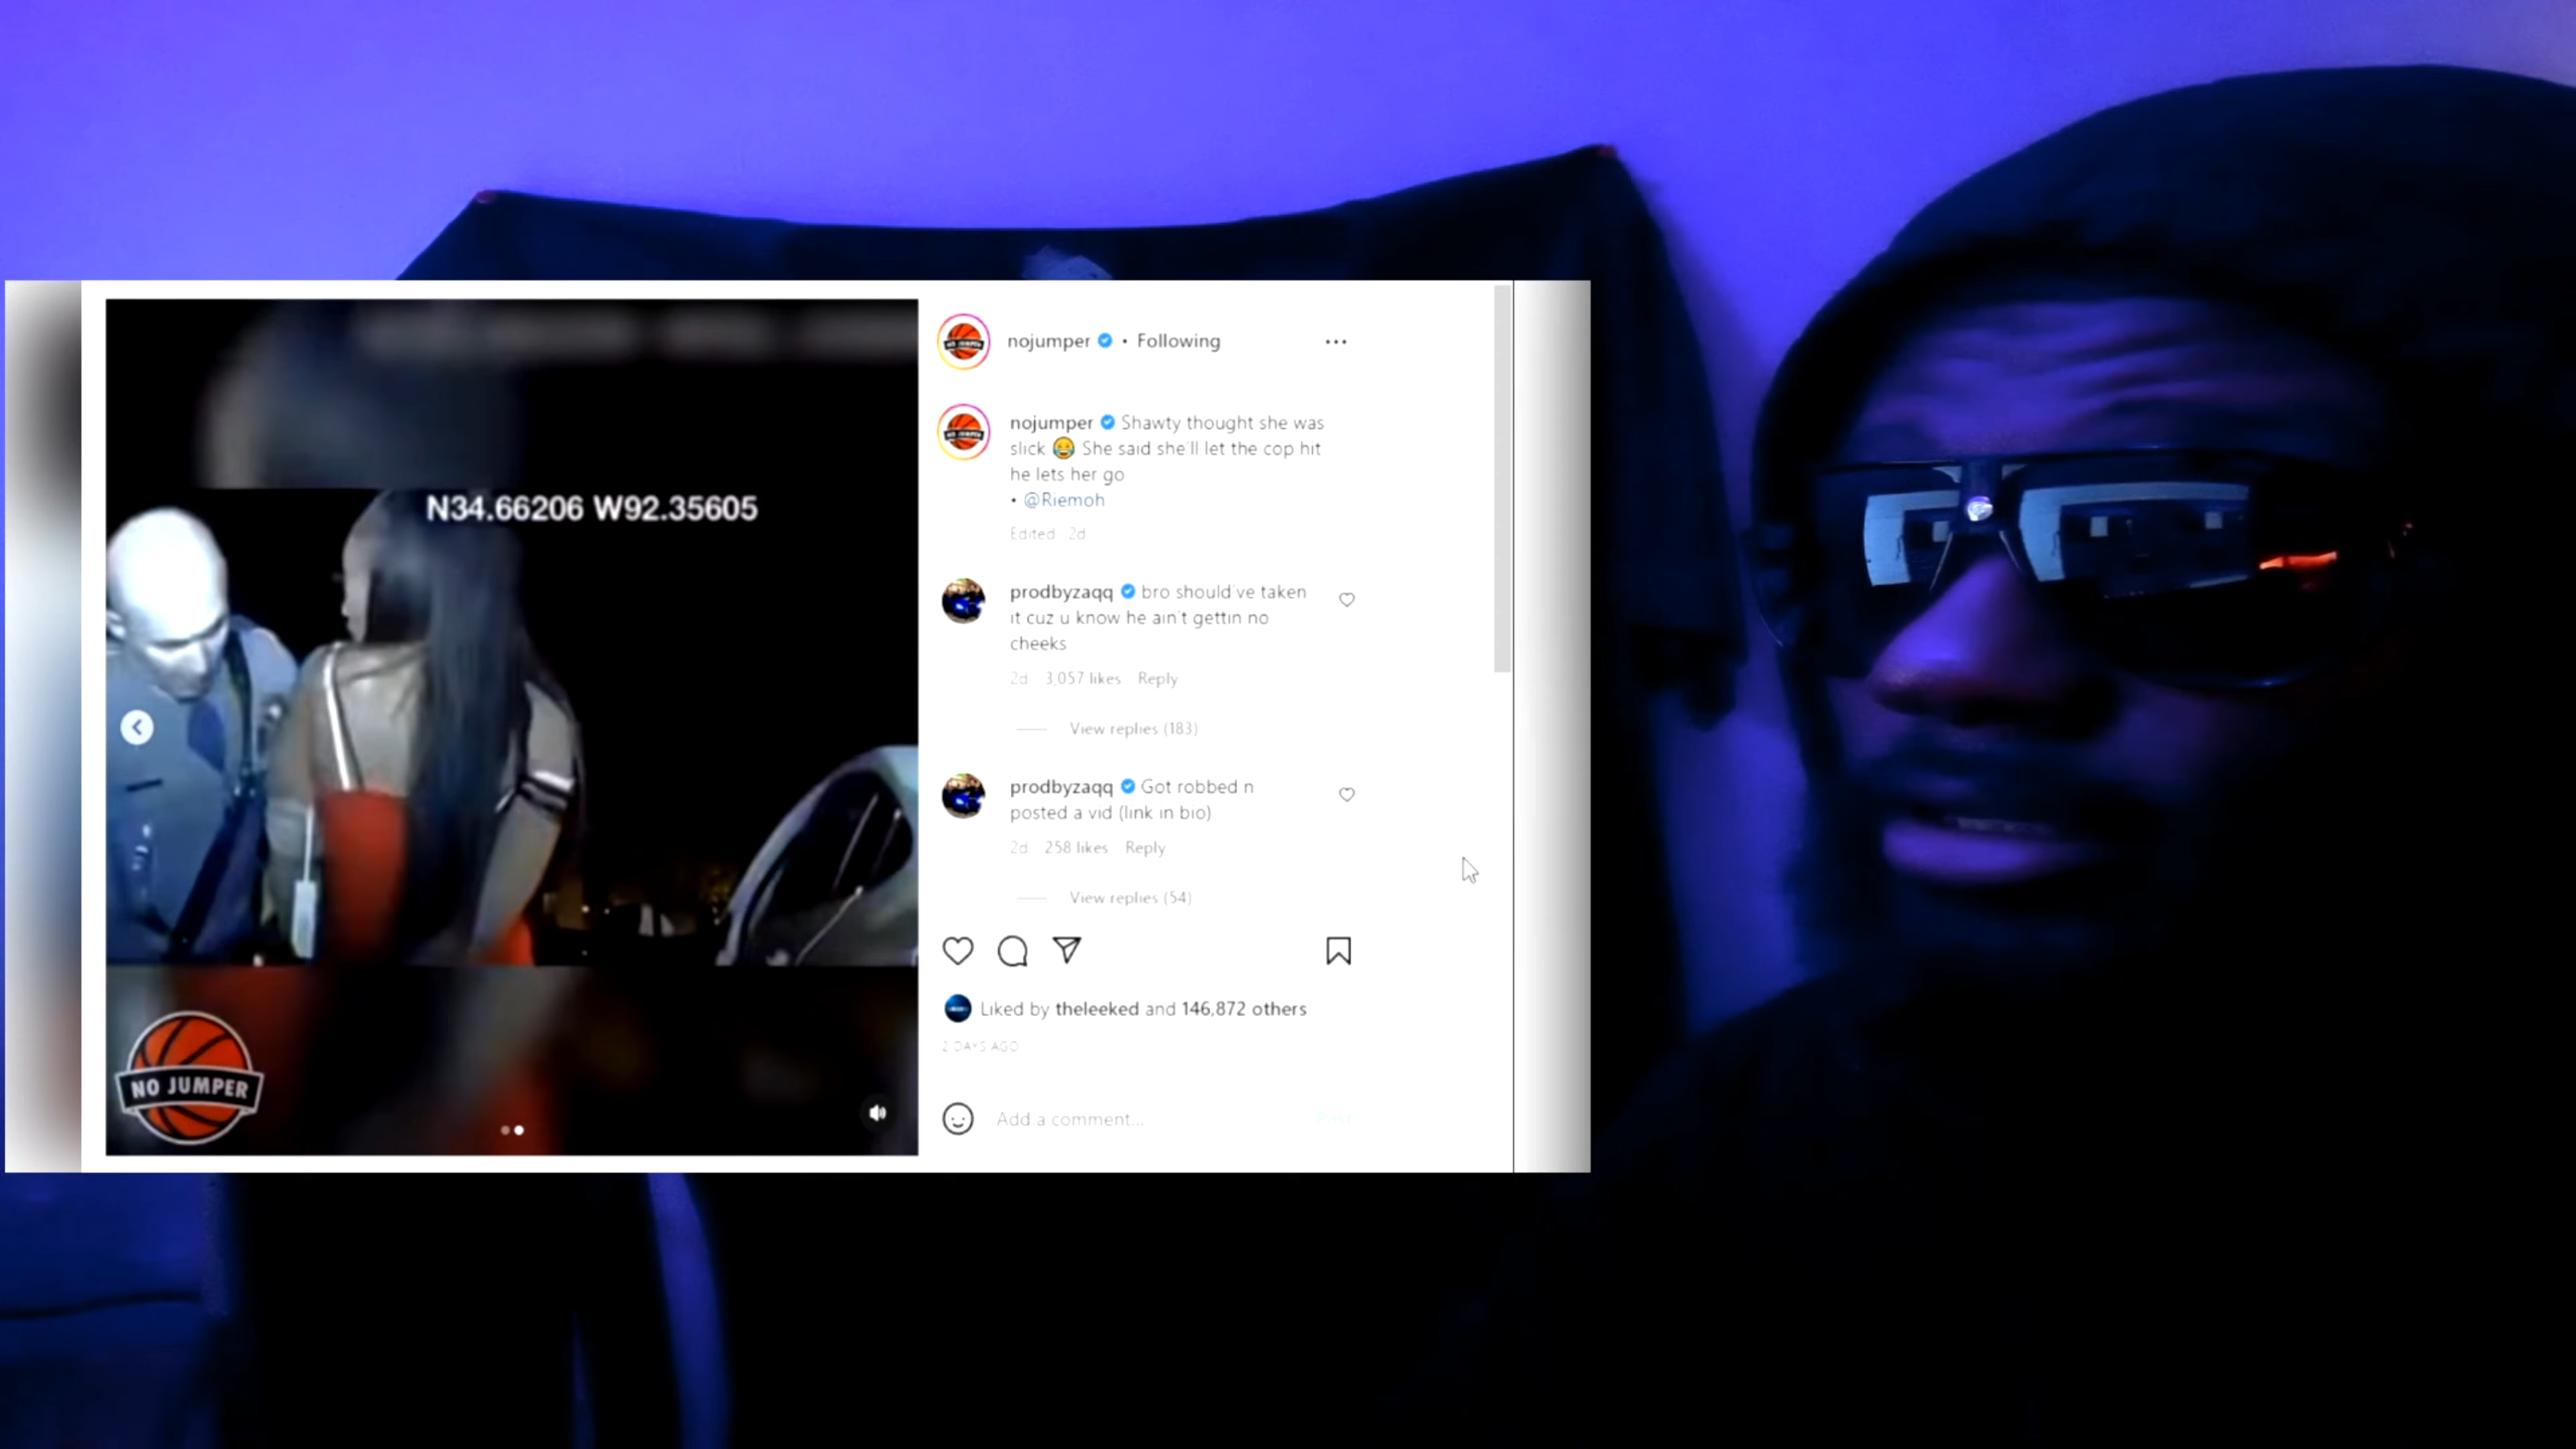 N34.66206 W92.35605
NO JUMPER
nojumper • Following
nojumper Shawty thought she was
slick 😂 She said she'll let the cop hit
he lets her go
• @Riemoh
Edited 2d
prodbyzaqq bro should've taken
it cuz u know he ain't gettin no
cheeks
2d 3,057 likes Reply
View replies (183)
prodbyzaqq Got robbed n
posted a vid (link in bio)
2d 258 likes Reply
View replies (54)
Liked by theleeked and 146,872 others
2 DAYS AGO
Add a comment... Post